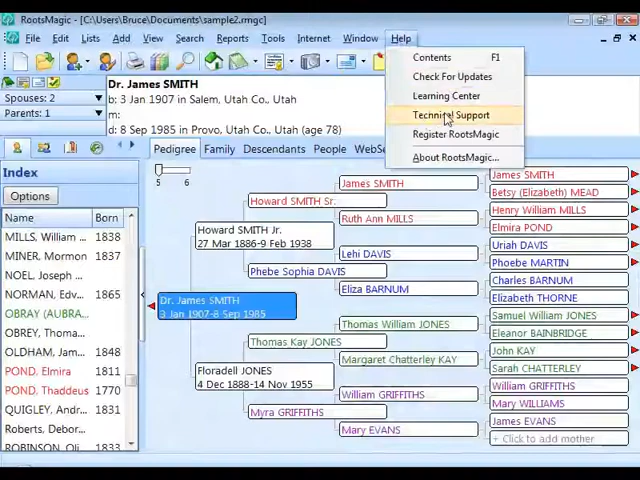 RootsMagic - [C:\Users\Bruce\Documents\sample2.rmgc]
File Edit Lists Add View Search Reports Tools Internet Window Help
Contents F1
Check For Updates
Learning Center
Technical Support
Register RootsMagic
About RootsMagic...
Dr. James SMITH
b: 3 Jan 1907 in Salem, Utah Co., Utah
m:
d: 8 Sep 1985 in Provo, Utah Co., Utah (age 78)
Spouses: 2
Parents: 1
Pedigree Family Descendants People
Index
Options
Name Born
MILLS, William ... 1838
MINER, Mormon 1837
NOEL, Joseph ...
NORMAN, Edv... 1865
OBRAY (AUBRA...
OBREY, Thoma...
OLDHAM, Jam... 1848
POND, Elmira 1811
POND, Thaddeus 1770
QUIGLEY, Andr... 1831
Roberts, Debor...
ROBINSON, Oli...
5 6
Dr. James SMITH
3 Jan 1907-8 Sep 1985
Howard SMITH Jr.
27 Mar 1886-9 Feb 1938
Floradell JONES
4 Dec 1888-14 Nov 1955
Howard SMITH Sr.
Phebe Sophia DAVIS
Thomas Kay JONES
Myra GRIFFITHS
James SMITH
Ruth Ann MILLS
Lehi DAVIS
Eliza BARNUM
Thomas William JONES
Margaret Chatterley KAY
William GRIFFITHS
Mary EVANS
James SMITH
Betsy (Elizabeth) MEAD
Henry William MILLS
Elmira POND
Uriah DAVIS
Phoebe MARTIN
Charles BARNUM
Elizabeth THORNE
Samuel William JONES
Eleanor BAINBRIDGE
John KAY
Sarah CHATTERLEY
William GRIFFITHS
Mary WILLIAMS
James EVANS
+ Click to add mother